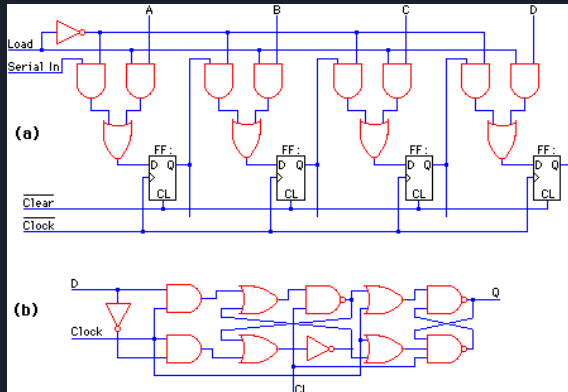 A B C D
Load
Serial In
(a)
FF: FF: FF: FF:
D Q D Q D Q D Q
CL CL CL CL
Clear
Clock
(b)
D
Q
Clock
CL